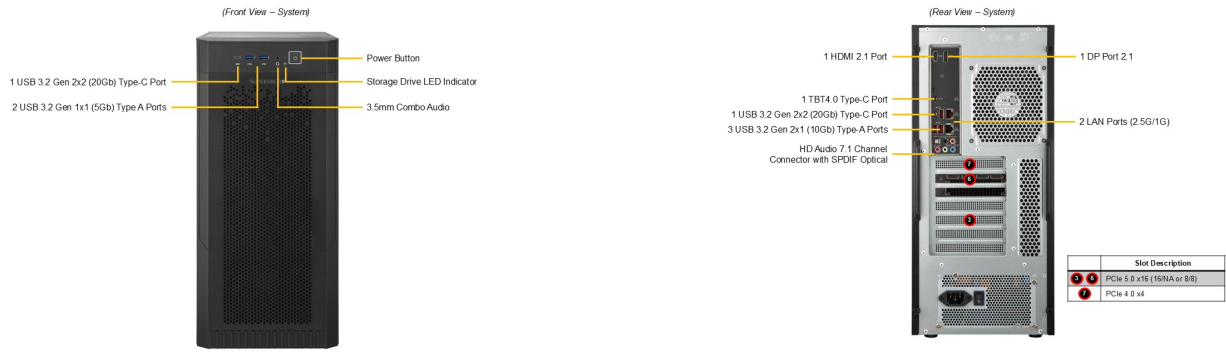 (Front View – System)
Power Button
1 USB 3.2 Gen 2x2 (20Gb) Type-C Port
Storage Drive LED Indicator
2 USB 3.2 Gen 1x1 (5Gb) Type A Ports
3.5mm Combo Audio
(Rear View – System)
1 HDMI 2.1 Port
1 DP Port 2.1
1 TBT4.0 Type-C Port
1 USB 3.2 Gen 2x2 (20Gb) Type-C Port
3 USB 3.2 Gen 2x1 (10Gb) Type-A Ports
2 LAN Ports (2.5G/1G)
HD Audio 7.1 Channel
Connector with SPDIF Optical
7
6
3
Slot Description
3 6 PCIe 5.0 x16 (16/NA or 8/8)
7 PCIe 4.0 x4